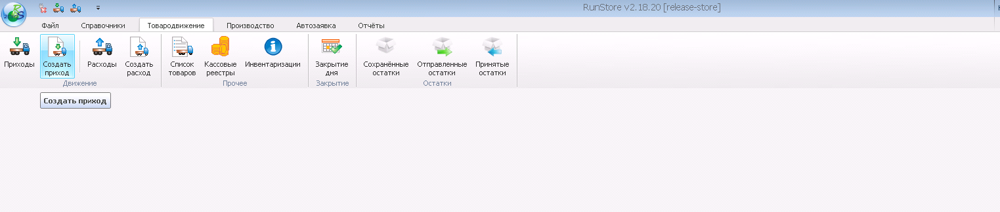 RunStore v2.18.20 [release-store]
Файл Справочники Товародвижение Производство Автозаявка Отчёты
Приходы Создать приход Расходы Создать расход Список товаров Кассовые реестры Инвентаризации Закрытие дня Сохранённые остатки Отправленные остатки Принятые остатки
Движение Прочее Закрытие Остатки
Создать приход